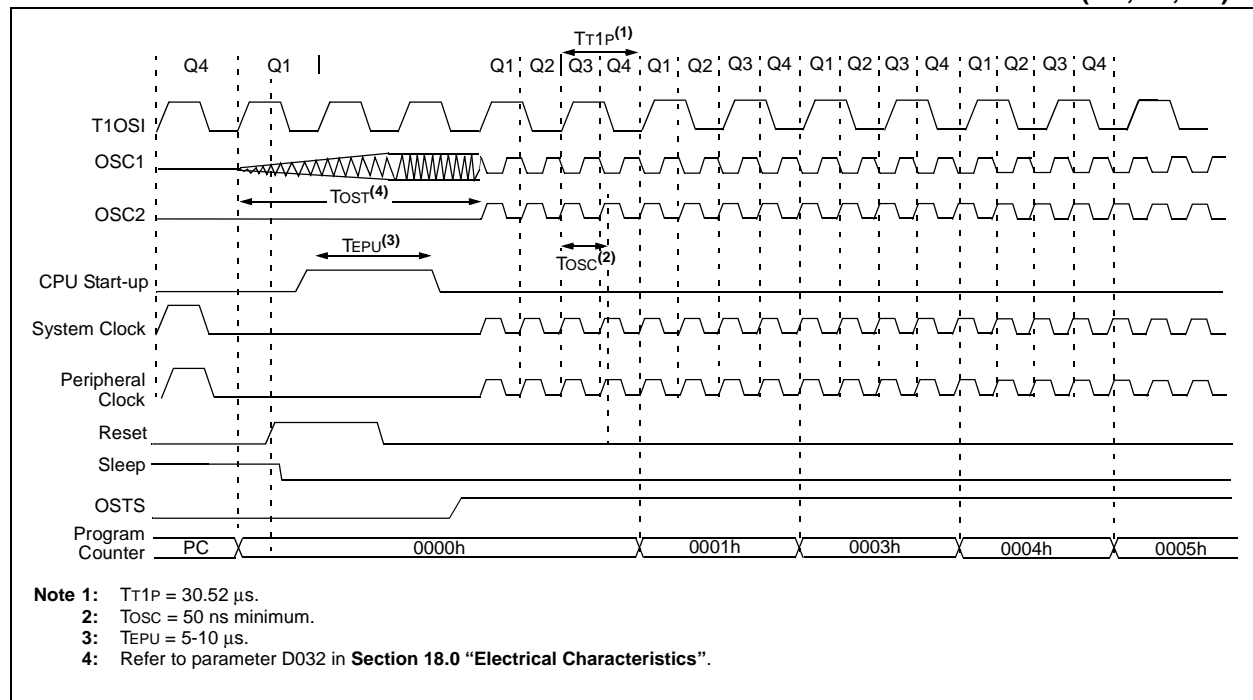 TT1P(1)
Q4 Q1 Q1 Q2 Q3 Q4 Q1 Q2 Q3 Q4 Q1 Q2 Q3 Q4 Q1 Q2 Q3 Q4
T1OSI
OSC1
TOST(4)
OSC2
TEPU(3)
TOSC(2)
CPU Start-up
System Clock
Peripheral
Clock
Reset
Sleep
OSTS
Program
Counter
PC 0000h 0001h 0003h 0004h 0005h
Note 1: TT1P = 30.52 μs.
2: TOSC = 50 ns minimum.
3: TEPU = 5-10 μs.
4: Refer to parameter D032 in Section 18.0 “Electrical Characteristics”.